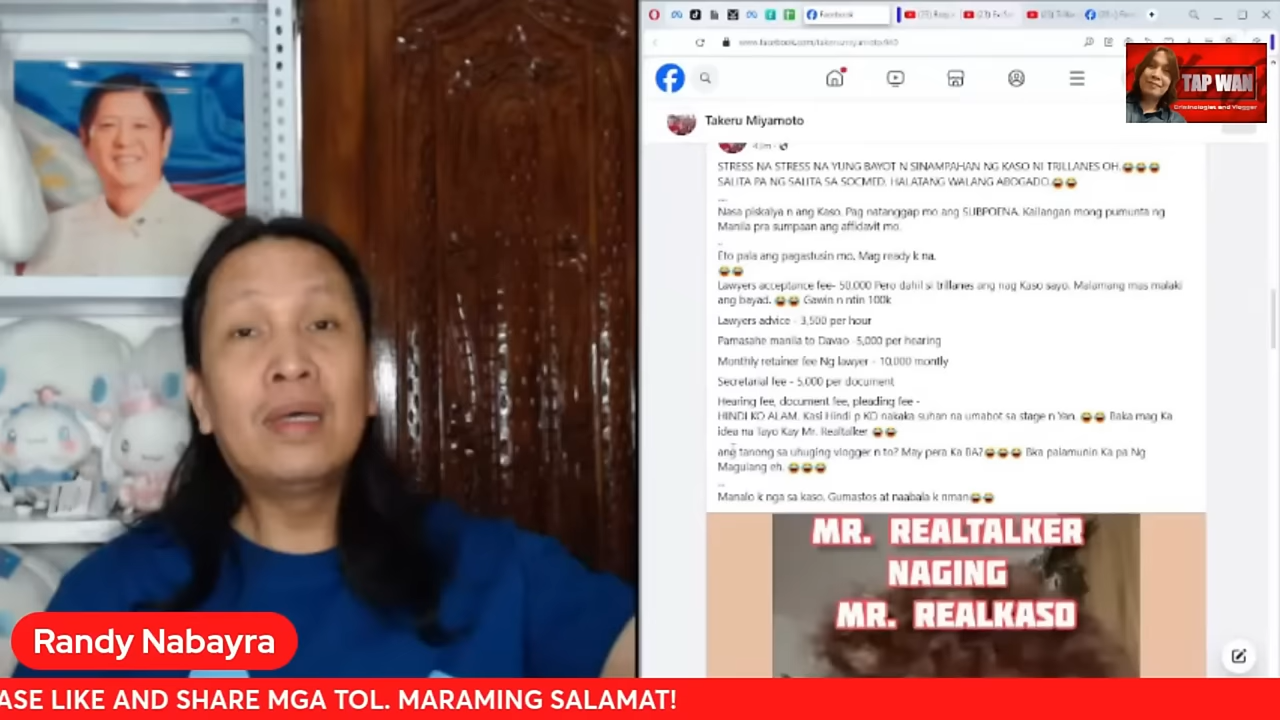 Facebook
TAP WAN
Criminologist and Vlogger
Takeru Miyamoto
STRESS NA STRESS NA YUNG BAYOT N SINAMPAHAN NG KASO NI TRILLANES OH.😂😂😂
SALITA PA NG SALITA SA SOCMED. HALATANG WALANG ABOGADO.😂😂
...
Nasa piskalya n ang Kaso. Pag natanggap mo ang SUBPOENA. Kailangan mong pumunta ng
Manila pra sumpaan ang affidavit mo.
..
Eto pala ang pagastusin mo. Mag ready k na.
😂😂
Lawyers acceptance fee- 50,000 Pero dahil si trillanes ang nag Kaso sayo. Malamang mas malaki
ang bayad. 😂😂 Gawin n ntin 100k
Lawyers advice - 3,500 per hour
Pamasahe manila to Davao -5,000 per hearing
Monthly retainer fee Ng lawyer - 10,000 montly
Secretarial fee - 5,000 per document
Hearing fee, document fee, pleading fee -
HINDI KO ALAM. Kasi Hindi p KO nakaka suhan na umabot sa stage n Yan. 😂😂 Baka mag Ka
idea na Tayo Kay Mr. Realtalker 😂😂
ang tanong sa uhuging vlogger n to? May pera Ka BA?😂😂😂 Bka palamunin Ka pa Ng
Magulang eh. 😂😂😂
...
Manalo k nga sa kaso. Gumastos at naabala k nman😂😂
MR. REALTALKER
NAGING
MR. REALKASO
Randy Nabayra
ASE LIKE AND SHARE MGA TOL. MARAMING SALAMAT!